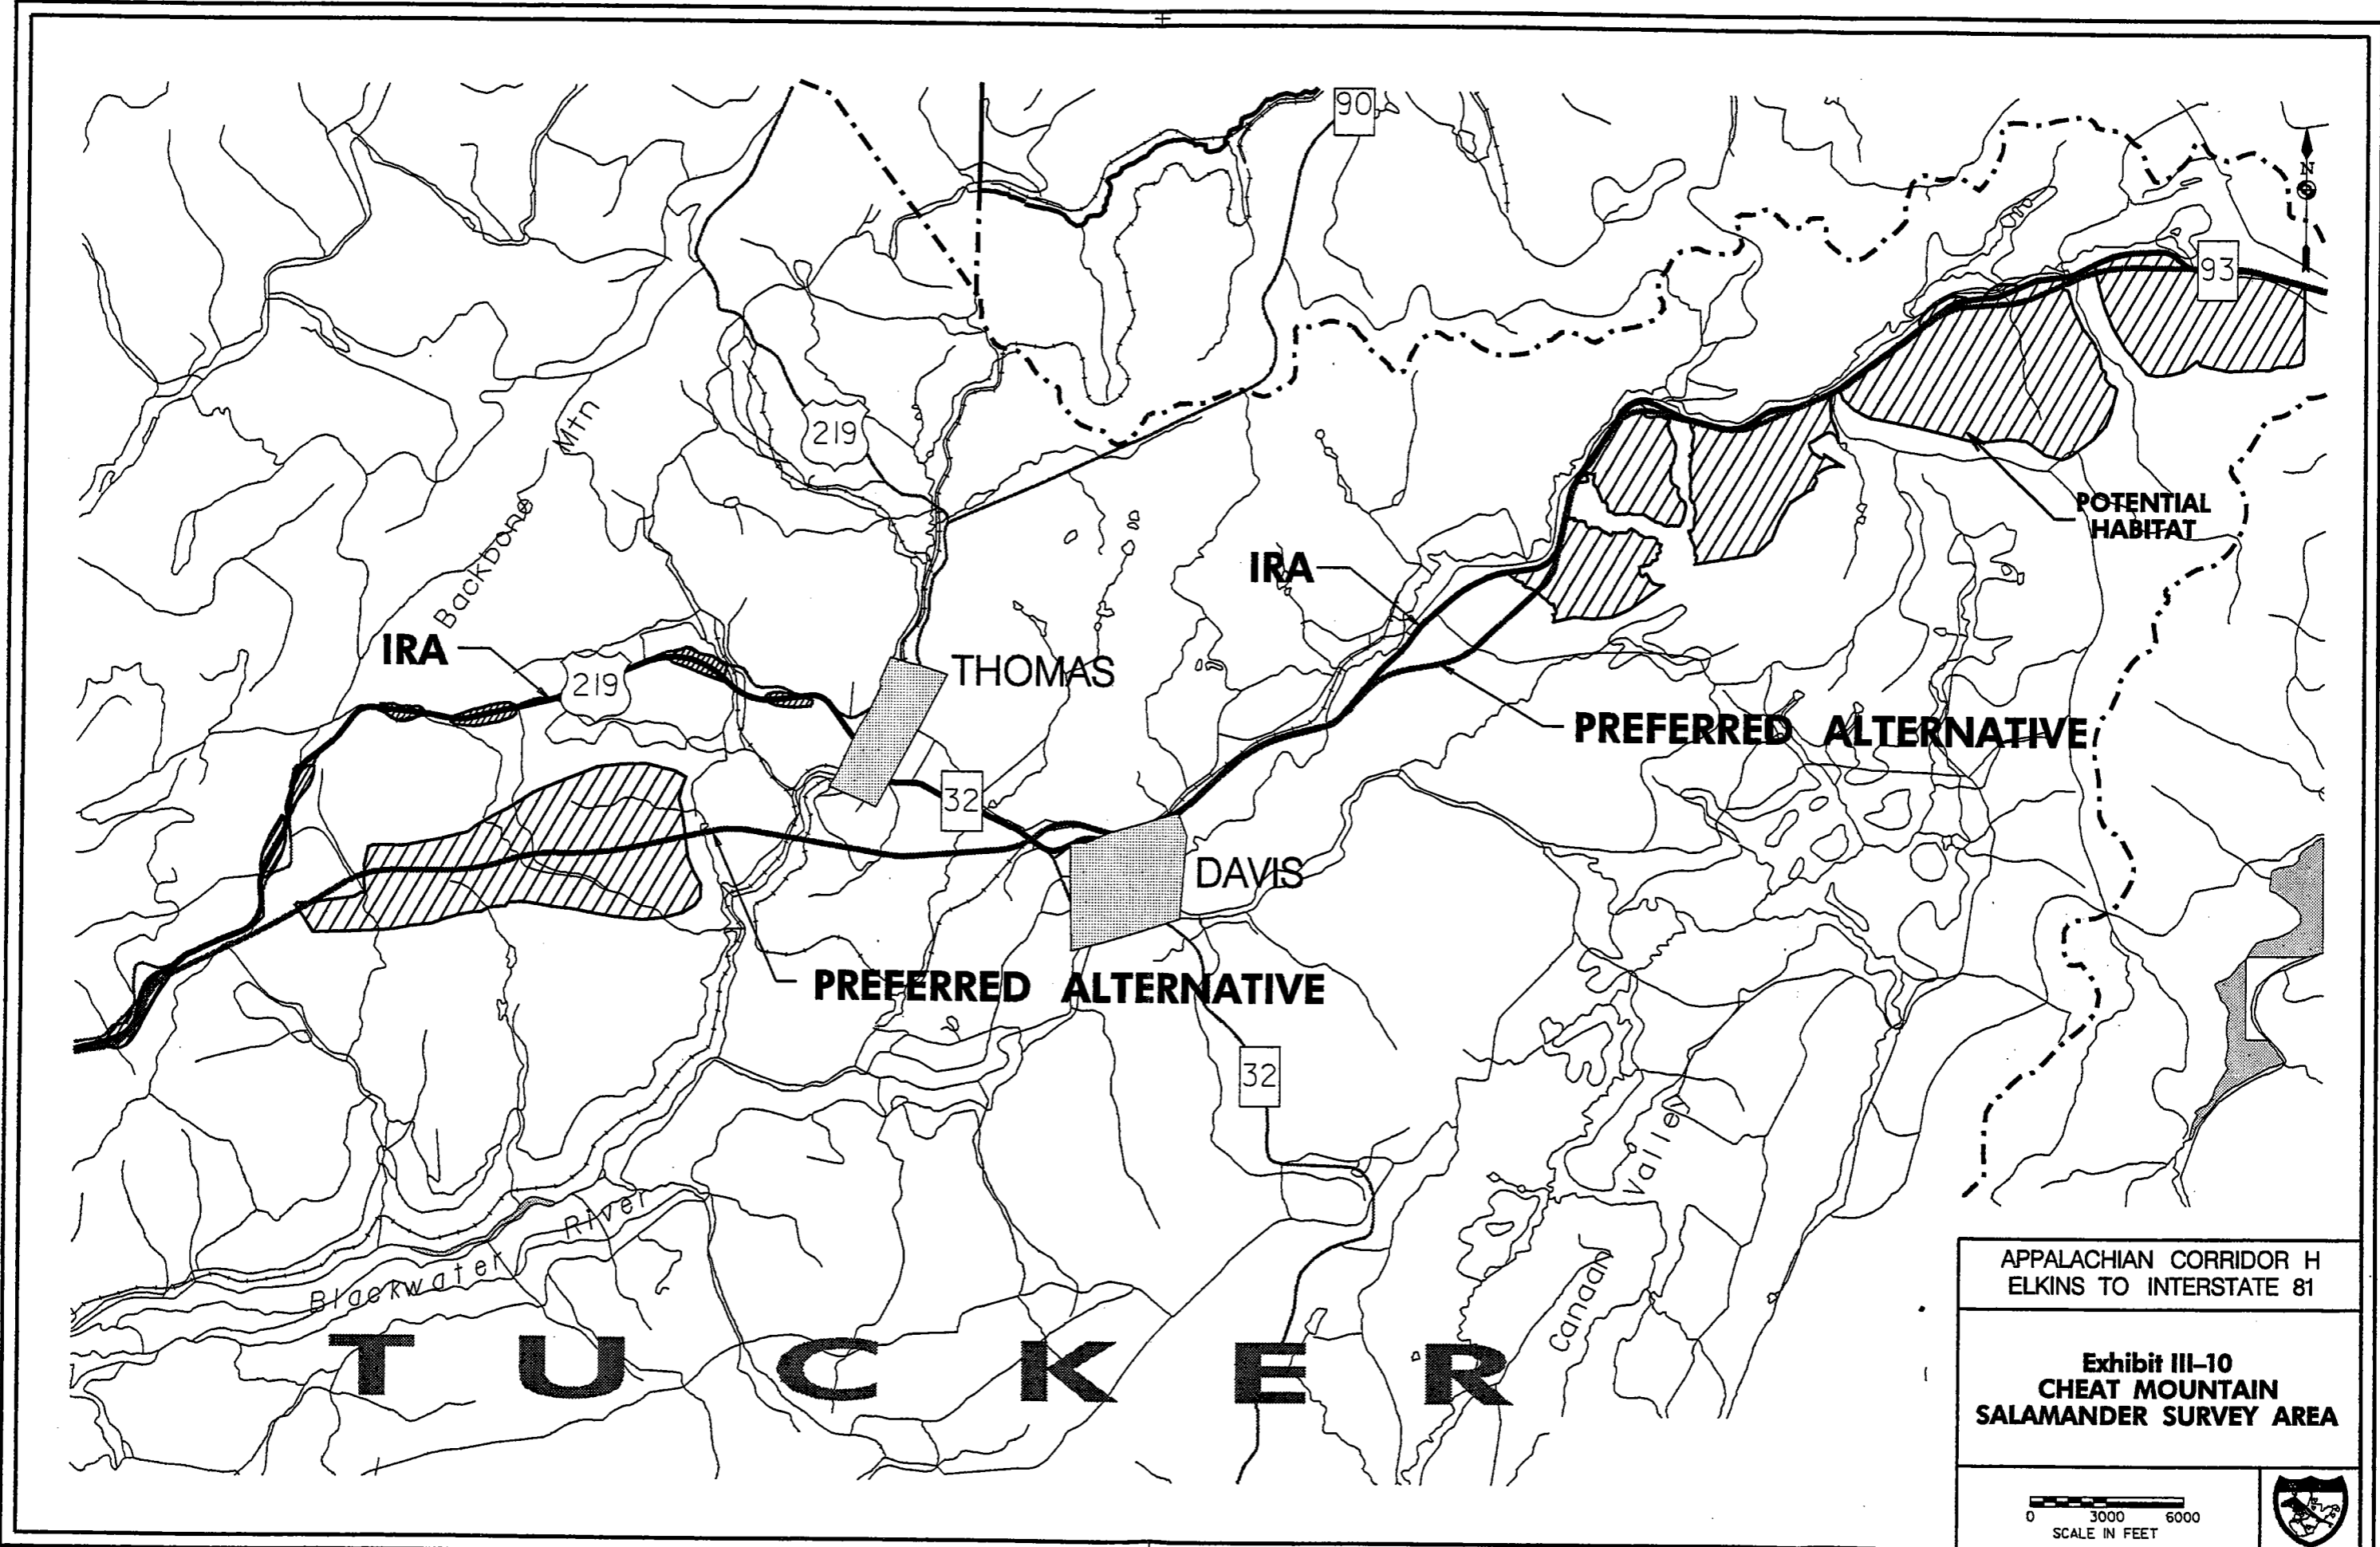 90
N
93
219
Backbone Mtn
POTENTIAL
HABITAT
IRA
IRA
219
THOMAS
PREFERRED ALTERNATIVE
32
DAVIS
PREFERRED ALTERNATIVE
32
Canaan Valley
Blackwater River
TUCKER
APPALACHIAN CORRIDOR H
ELKINS TO INTERSTATE 81
Exhibit III-10
CHEAT MOUNTAIN
SALAMANDER SURVEY AREA
0 3000 6000
SCALE IN FEET